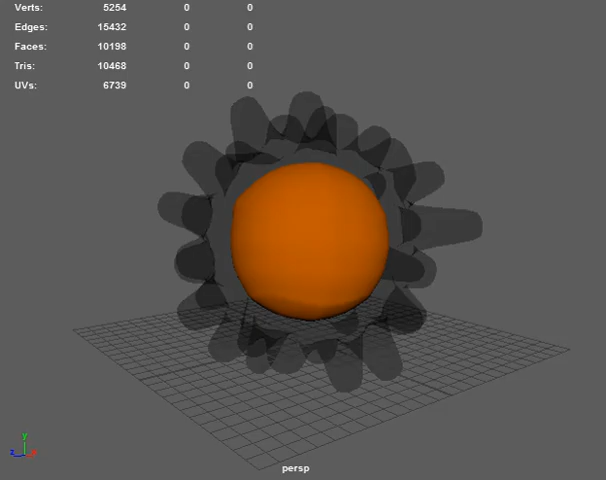 Verts: 5254 0 0
Edges: 15432 0 0
Faces: 10198 0 0
Tris: 10468 0 0
UVs: 6739 0 0
y
z x
persp